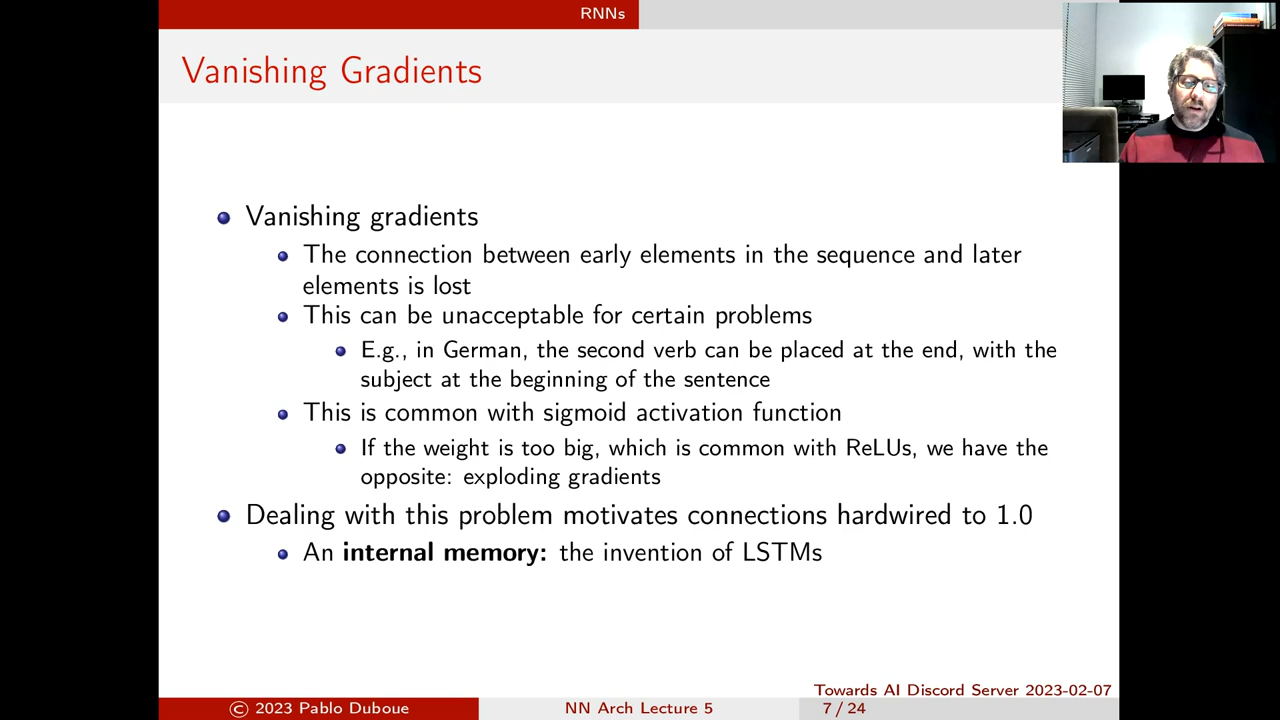 RNNs
Vanishing Gradients
Vanishing gradients
The connection between early elements in the sequence and later
elements is lost
This can be unacceptable for certain problems
E.g., in German, the second verb can be placed at the end, with the
subject at the beginning of the sentence
This is common with sigmoid activation function
If the weight is too big, which is common with ReLUs, we have the
opposite: exploding gradients
Dealing with this problem motivates connections hardwired to 1.0
An internal memory: the invention of LSTMs
Towards AI Discord Server 2023-02-07
© 2023 Pablo Duboue
NN Arch Lecture 5
7 / 24